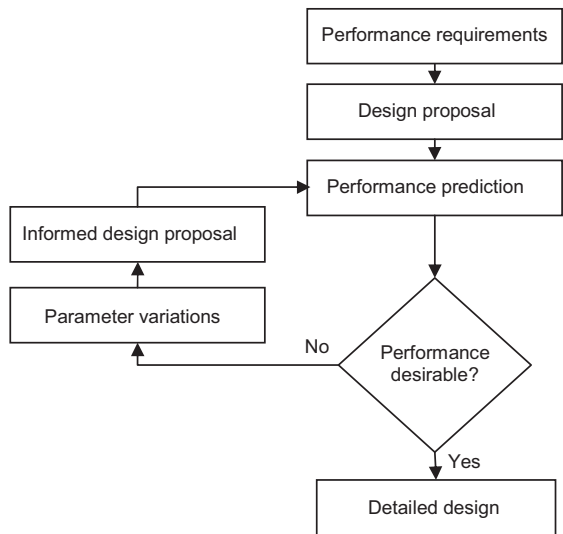 Performance requirements
Design proposal
Performance prediction
Informed design proposal
Parameter variations
No
Performance
desirable?
Yes
Detailed design